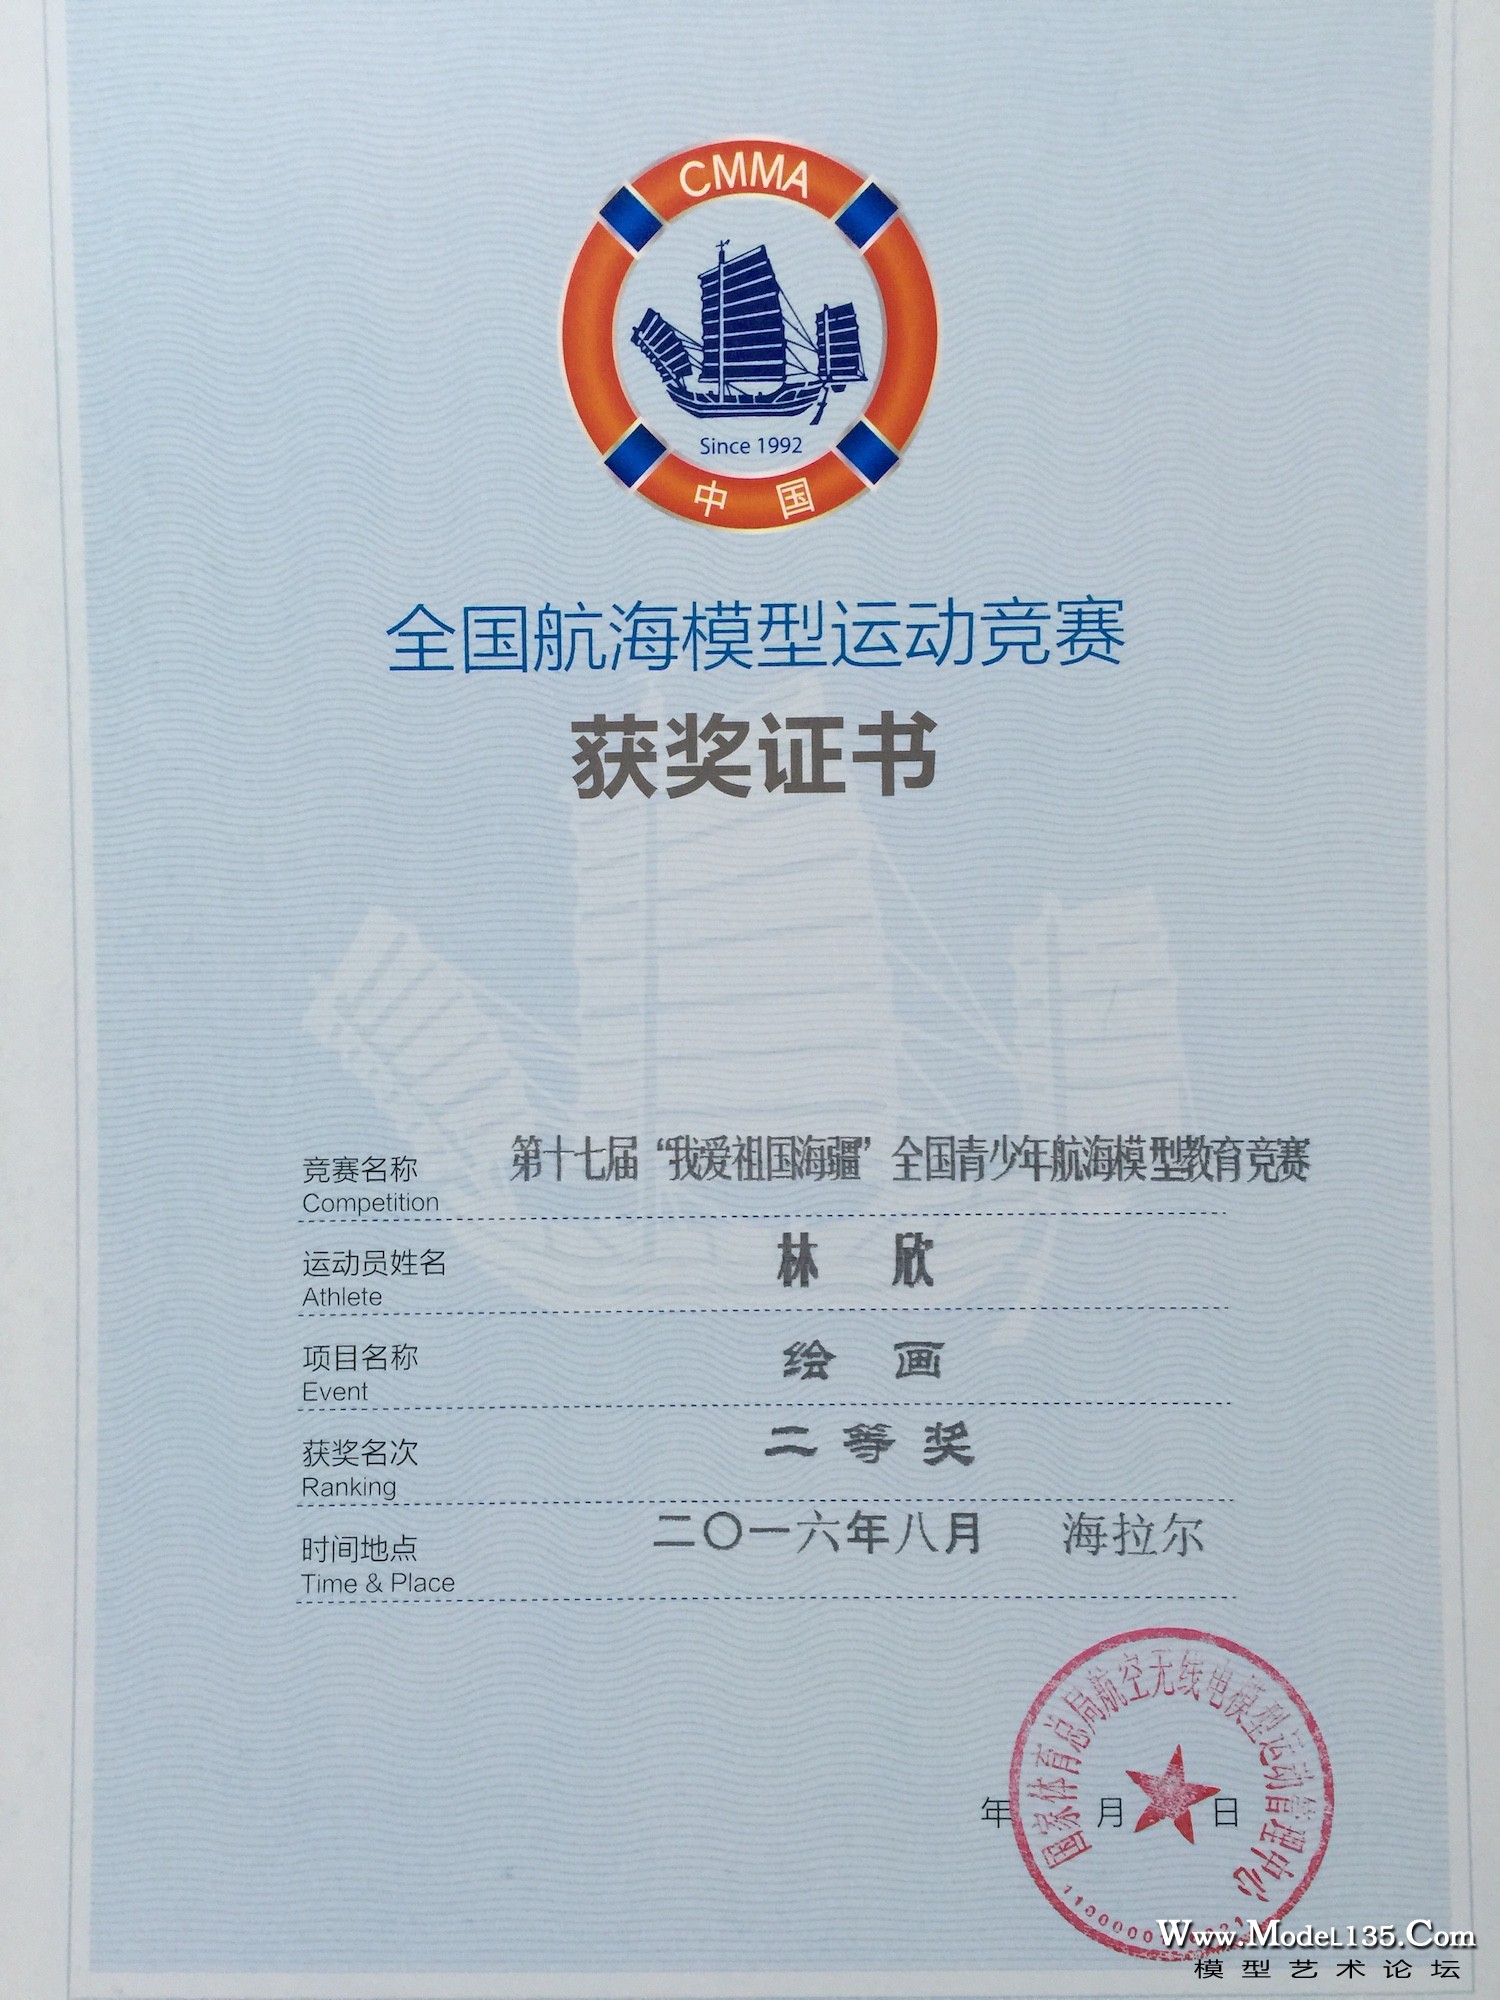 CMMA
Since 1992
中 国
全国航海模型运动竞赛
获奖证书
竞赛名称 第十七届“我爱祖国海疆”全国青少年航海模型教育竞赛
Competition
运动员姓名 林 欣
Athlete
项目名称 绘 画
Event
获奖名次 二 等 奖
Ranking
时间地点 二〇一六年八月 海拉尔
Time & Place
国家体育总局航空无线电模型运动管理中心
年 月 日
Www.Model135.Com
模型艺术论坛